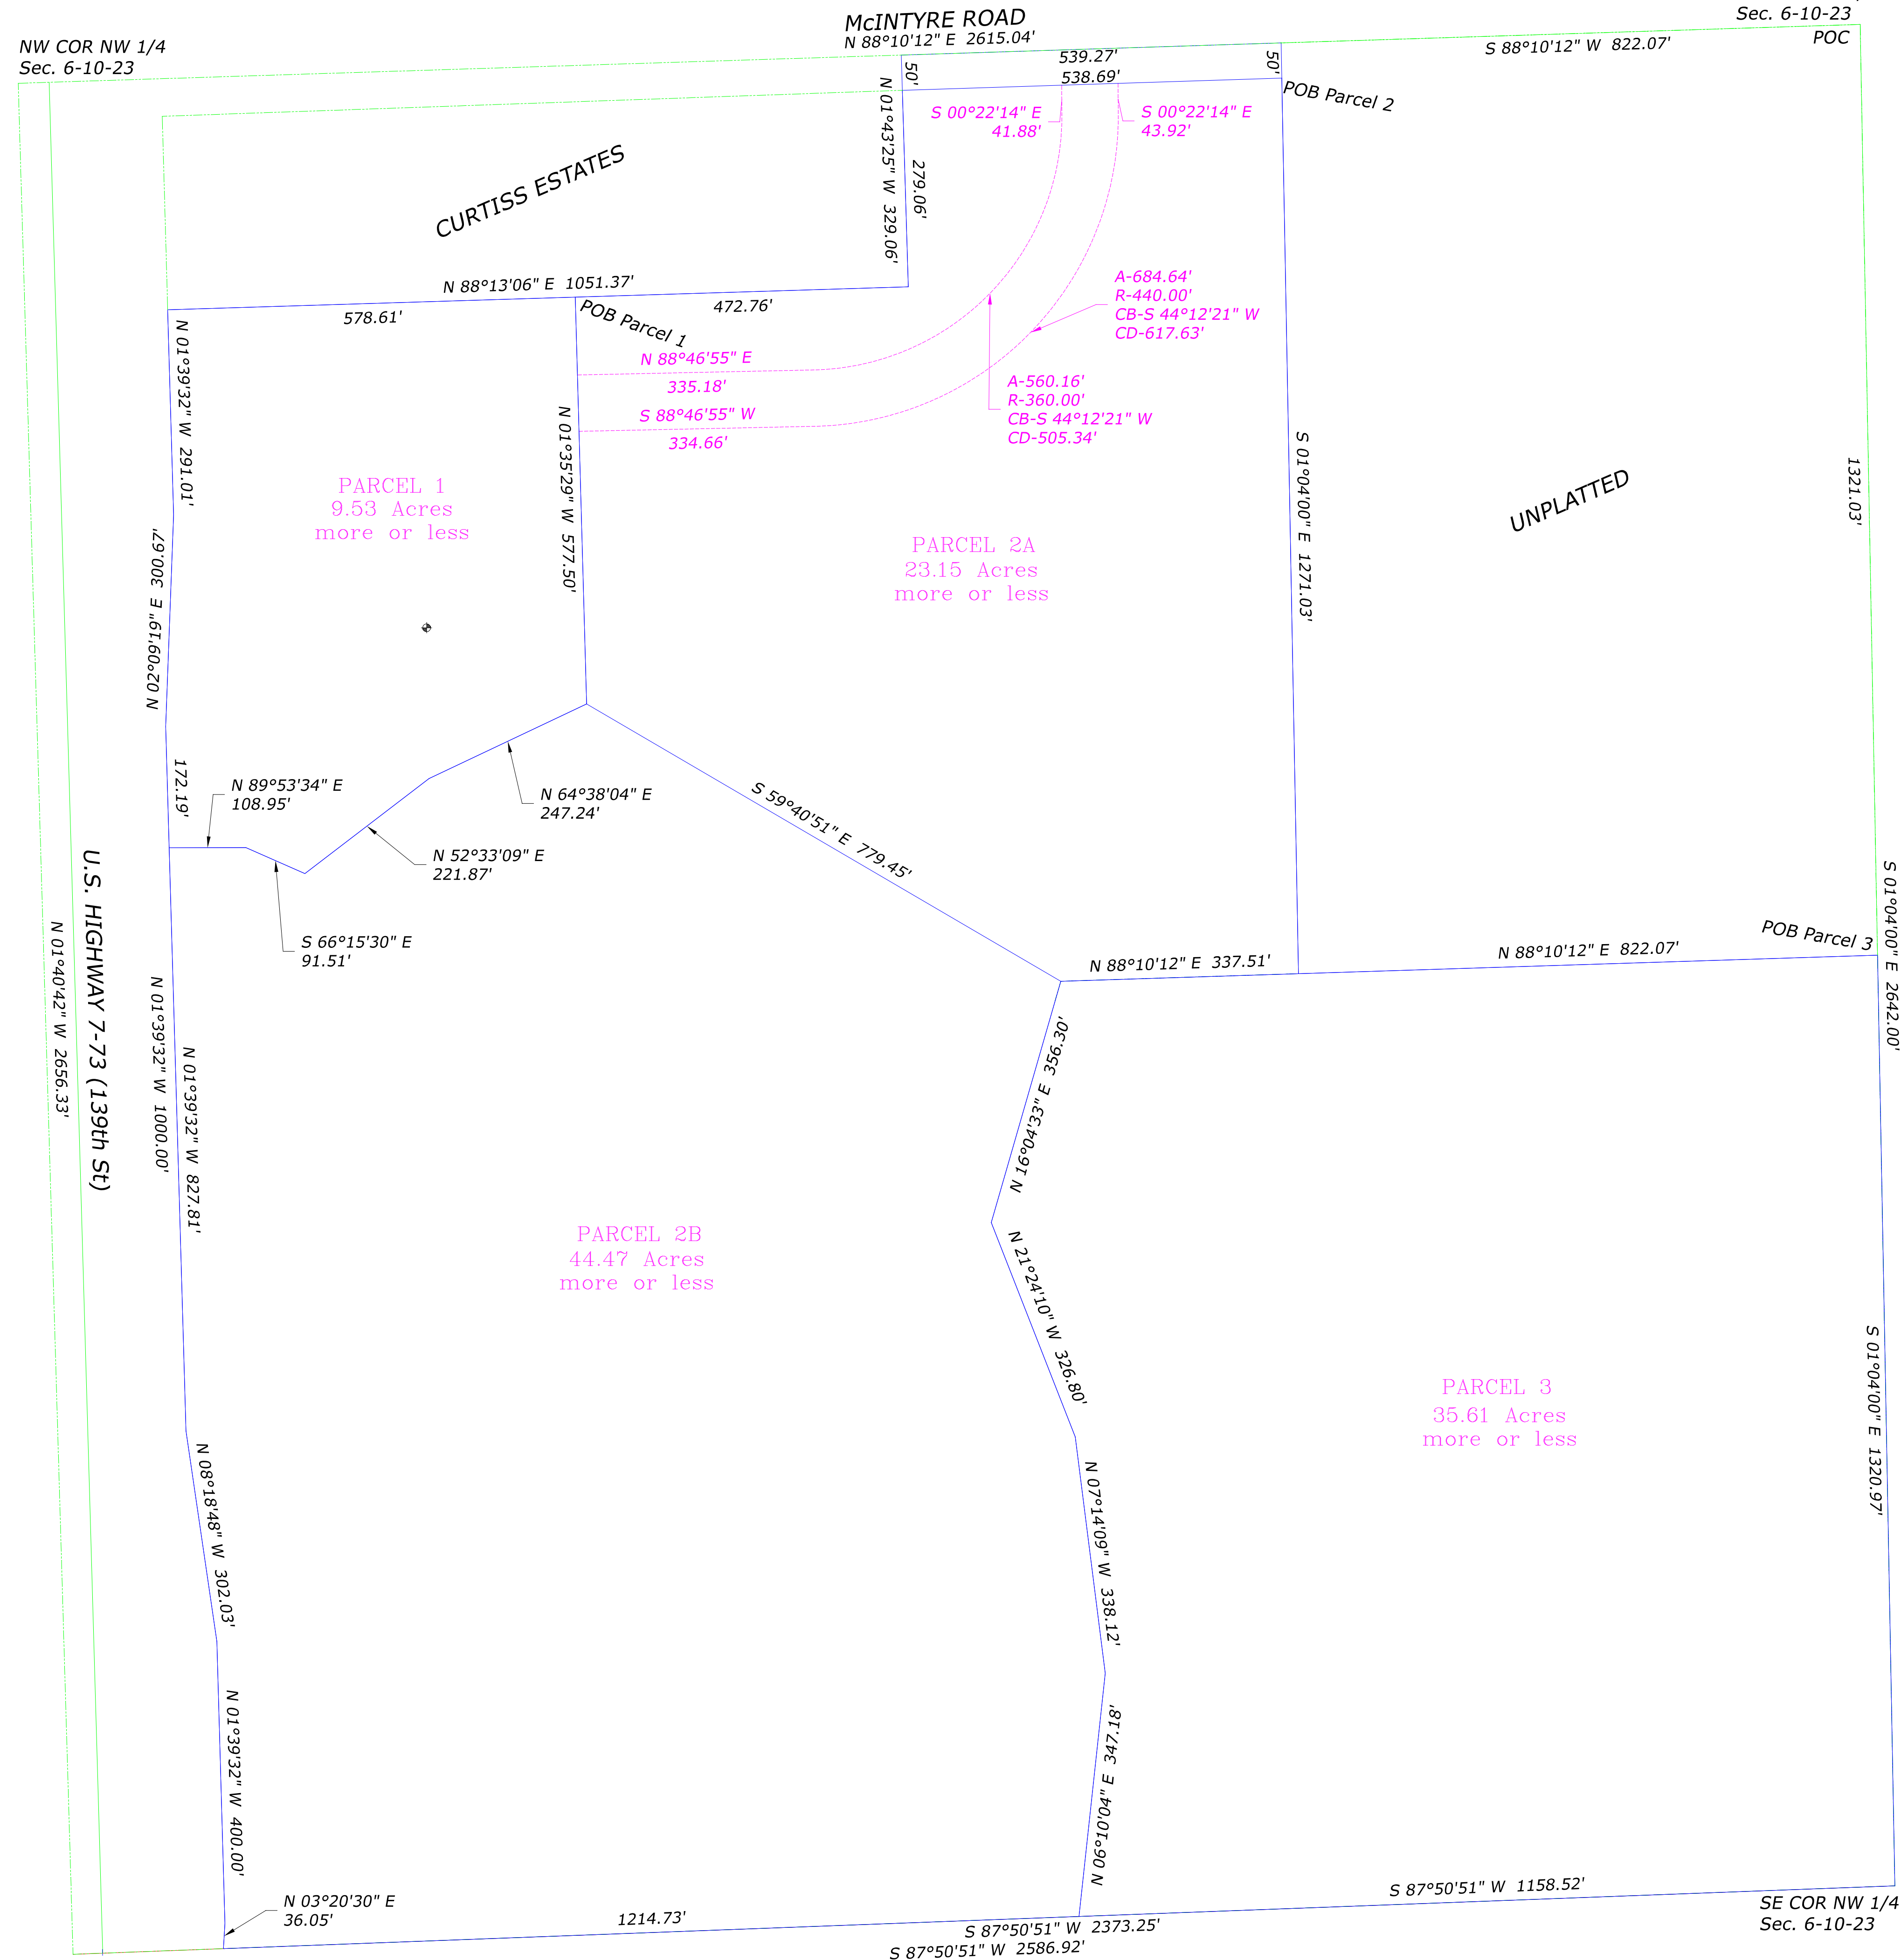 McINTYRE ROAD
N 88°10'12" E 2615.04'
Sec. 6-10-23
POC
S 88°10'12" W 822.07'
NW COR NW 1/4
Sec. 6-10-23
539.27'
538.69'
50'
50'
POB Parcel 2
N 01°43'25" W 329.06'
279.06'
S 00°22'14" E
41.88'
S 00°22'14" E
43.92'
CURTISS ESTATES
N 88°13'06" E 1051.37'
578.61'
472.76'
POB Parcel 1
A-684.64'
R-440.00'
CB-S 44°12'21" W
CD-617.63'
N 88°46'55" E
335.18'
S 88°46'55" W
334.66'
A-560.16'
R-360.00'
CB-S 44°12'21" W
CD-505.34'
N 01°39'32" W 291.01'
N 01°35'29" W 577.50'
S 01°04'00" E 1271.03'
UNPLATTED
1321.03'
PARCEL 1
9.53 Acres
more or less
N 02°09'19" E 300.67'
PARCEL 2A
23.15 Acres
more or less
172.19'
N 89°53'34" E
108.95'
N 64°38'04" E
247.24'
N 52°33'09" E
221.87'
S 66°15'30" E
91.51'
S 59°40'51" E 779.45'
N 88°10'12" E 337.51'
N 88°10'12" E 822.07'
POB Parcel 3
S 01°04'00" E 2642.00'
U.S. HIGHWAY 7-73 (139th St)
N 01°40'42" W 2656.33'
N 01°39'32" W 1000.00'
N 01°39'32" W 827.81'
N 16°04'33" E 356.30'
N 21°24'10" W 326.80'
PARCEL 2B
44.47 Acres
more or less
PARCEL 3
35.61 Acres
more or less
S 01°04'00" E 1320.97'
N 08°18'48" W 302.03'
N 07°14'09" W 338.12'
N 01°39'32" W 400.00'
N 06°10'04" E 347.18'
N 03°20'30" E
36.05'
1214.73'
S 87°50'51" W 1158.52'
S 87°50'51" W 2373.25'
S 87°50'51" W 2586.92'
SE COR NW 1/4
Sec. 6-10-23